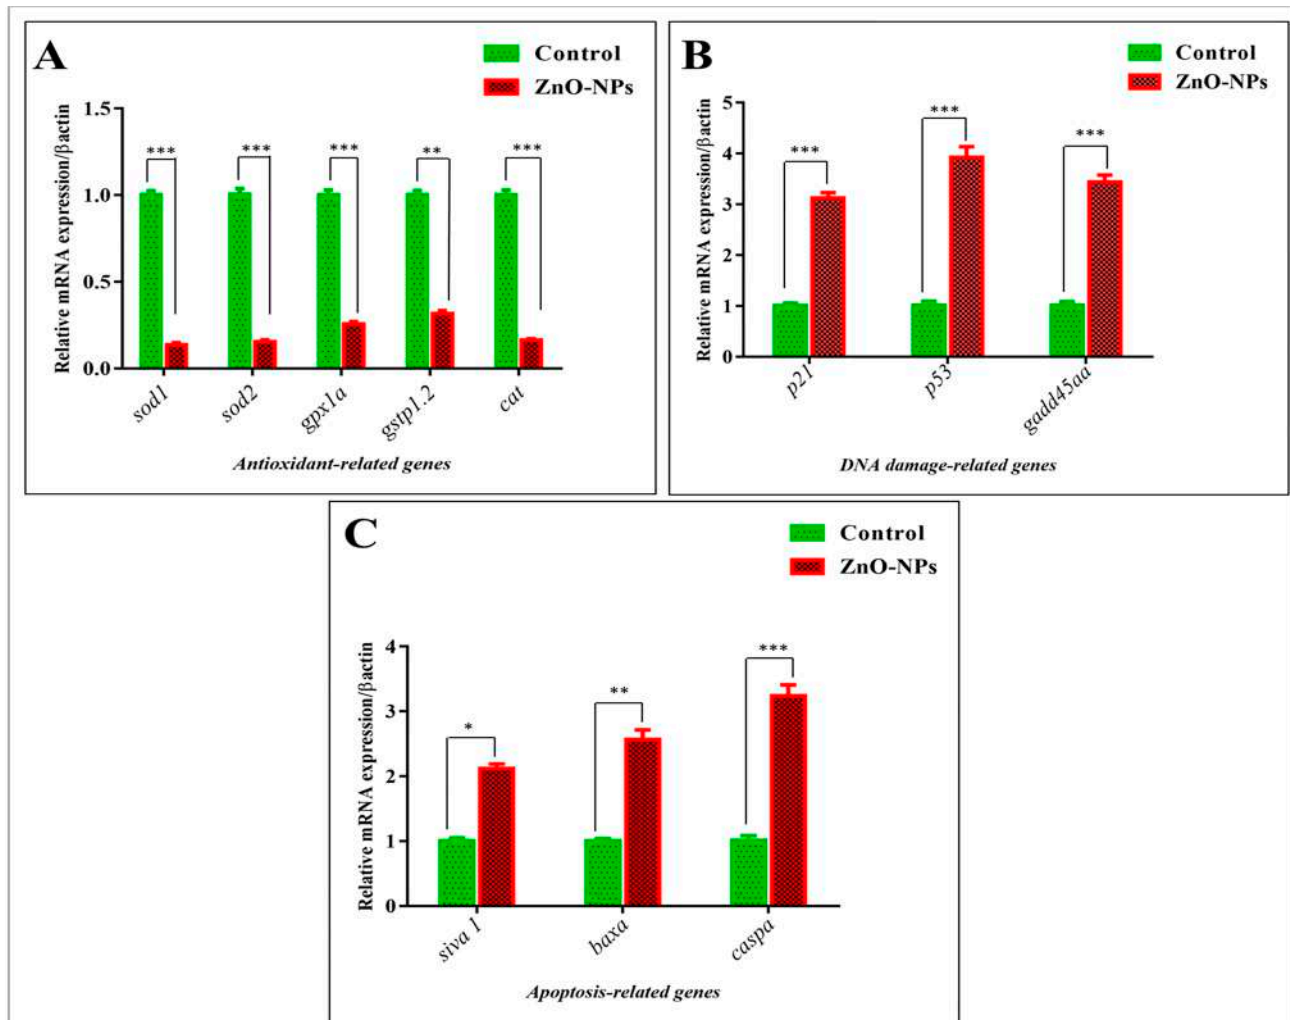 A
Control
ZnO-NPs
Relative mRNA expression/βactin
1.5
1.0
0.5
0.0
*** *** *** ** ***
sod1 sod2 gpx1a gstp1.2 cat
Antioxidant-related genes
B
Control
ZnO-NPs
Relative mRNA expression/βactin
5
4
3
2
1
0
*** *** ***
p21 p53 gadd45aa
DNA damage-related genes
C
Control
ZnO-NPs
Relative mRNA expression/βactin
4
3
2
1
0
* ** ***
siva 1 baxa caspa
Apoptosis-related genes